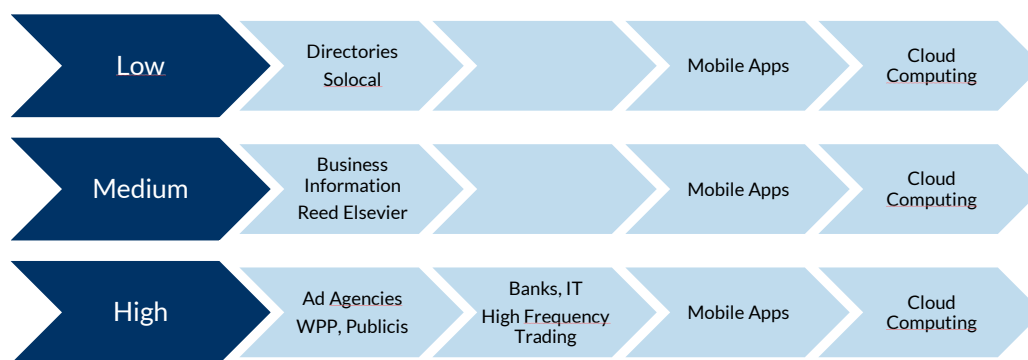 Low
Directories
Solocal
Mobile Apps
Cloud
Computing
Medium
Business
Information
Reed Elsevier
Mobile Apps
Cloud
Computing
High
Ad Agencies
WPP, Publicis
Banks, IT
High Frequency
Trading
Mobile Apps
Cloud
Computing